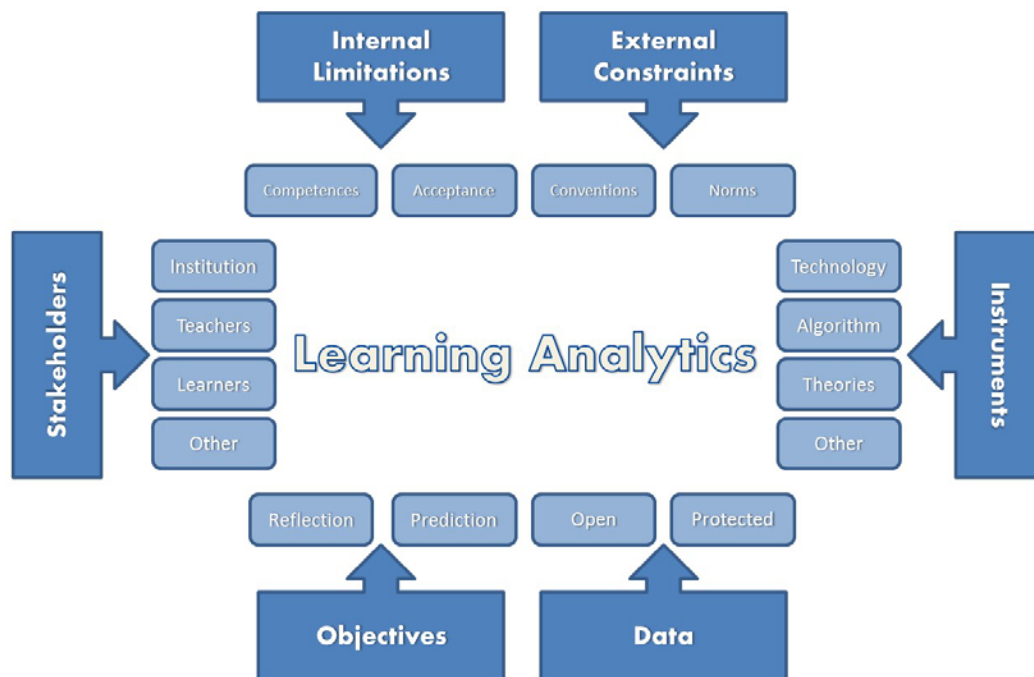 Internal
Limitations
External
Constraints
Competences
Acceptance
Conventions
Norms
Stakeholders
Institution
Teachers
Learners
Other
Learning Analytics
Technology
Algorithm
Theories
Other
Instruments
Reflection
Prediction
Open
Protected
Objectives
Data